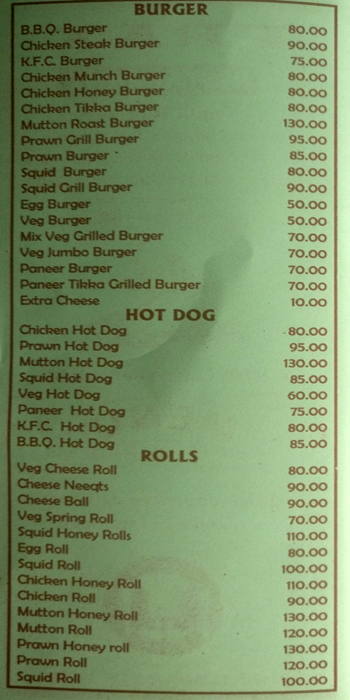 BURGER
B.B.Q. Burger 80.00
Chicken Steak Burger 90.00
K.F.C. Burger 75.00
Chicken Munch Burger 80.00
Chicken Honey Burger 80.00
Chicken Tikka Burger 80.00
Mutton Roast Burger 130.00
Prawn Grill Burger 95.00
Prawn Burger 85.00
Squid Burger 80.00
Squid Grill Burger 90.00
Egg Burger 50.00
Veg Burger 50.00
Mix Veg Grilled Burger 70.00
Veg Jumbo Burger 70.00
Paneer Burger 70.00
Paneer Tikka Grilled Burger 70.00
Extra Cheese 10.00
HOT DOG
Chicken Hot Dog 80.00
Prawn Hot Dog 95.00
Mutton Hot Dog 130.00
Squid Hot Dog 85.00
Veg Hot Dog 60.00
Paneer Hot Dog 75.00
K.F.C. Hot Dog 80.00
B.B.Q. Hot Dog 85.00
ROLLS
Veg Cheese Roll 80.00
Cheese Neeqts 90.00
Cheese Ball 90.00
Veg Spring Roll 70.00
Squid Honey Rolls 110.00
Egg Roll 80.00
Squid Roll 100.00
Chicken Honey Roll 110.00
Chicken Roll 90.00
Mutton Honey Roll 130.00
Mutton Roll 120.00
Prawn Honey roll 130.00
Prawn Roll 120.00
Squid Roll 100.00